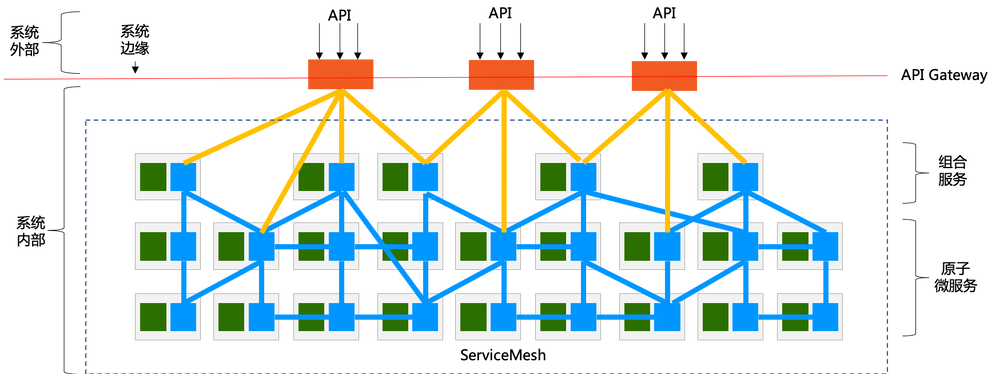 系统
外部
系统
边缘
API
API
API
API Gateway
组合
服务
系统
内部
原子
微服务
ServiceMesh